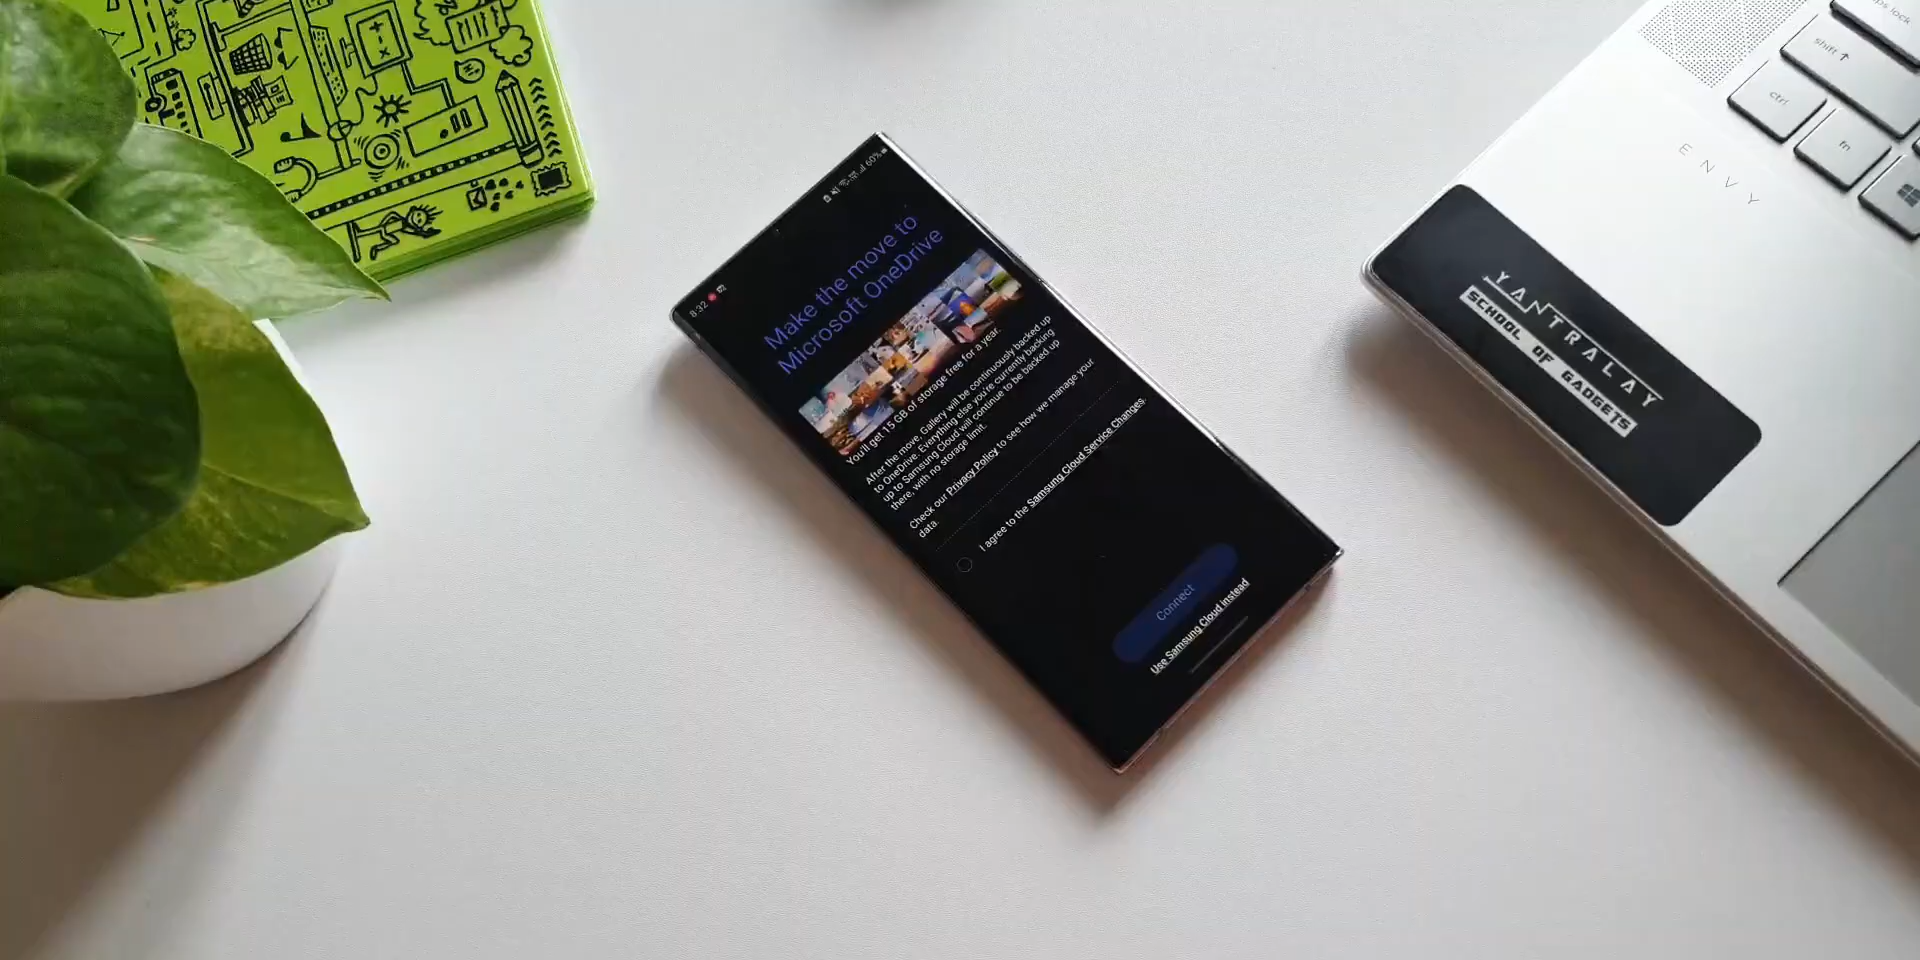 8:32
60%
Make the move to
Microsoft OneDrive
You'll get 15 GB of storage free for a year.
After the move, Gallery will be continuously backed up
to OneDrive. Everything else you're currently backing
up to Samsung Cloud will continue to be backed up
there, with no storage limit.
Check our Privacy Policy to see how we manage your
data.
I agree to the Samsung Cloud Service Changes.
Connect
Use Samsung Cloud instead
caps lock
shift
ctrl
fn
ENVY
YANTRALAY
SCHOOL OF GADGETS